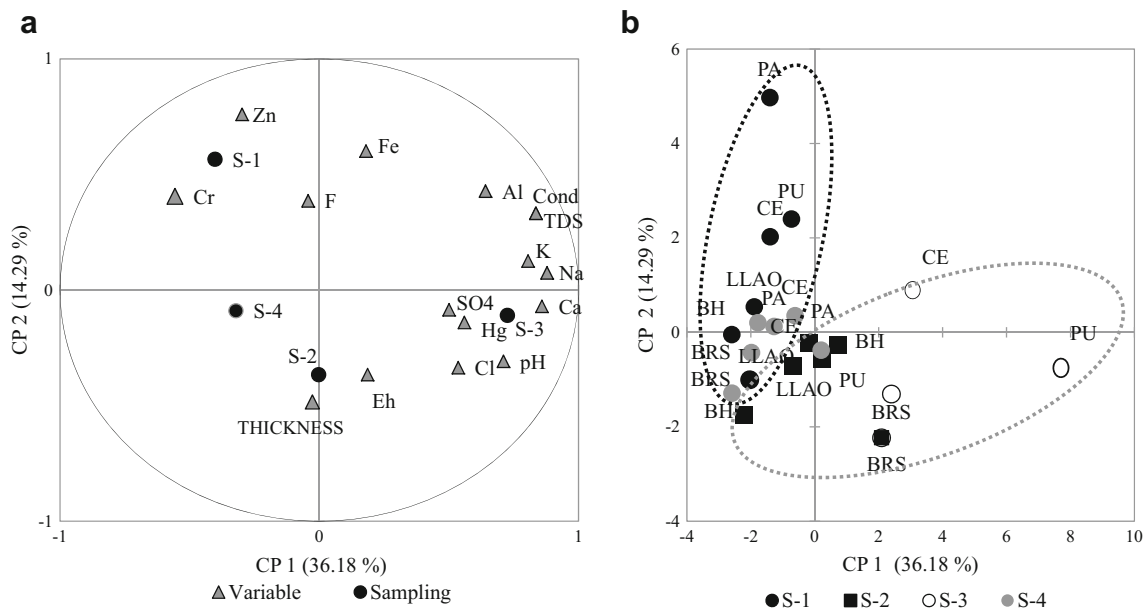 a
b
1
Zn
S-1
Cr
Fe
F
Al
Cond
TDS
K
Na
Ca
SO4
Hg
S-3
S-4
S-2
Cl
pH
Eh
THICKNESS
0
-1
-1
0
1
CP 2 (14.29 %)
CP 1 (36.18 %)
Variable
Sampling
6
4
2
0
-2
-4
-4
-2
0
2
4
6
8
10
CP 2 (14.29 %)
CP 1 (36.18 %)
PA
PU
CE
LLAO
CE
PA
PA
BH
CE
BRS
LLAO
BH
BRS
LLAO
PU
BH
CE
PU
BRS
BRS
S-1
S-2
S-3
S-4